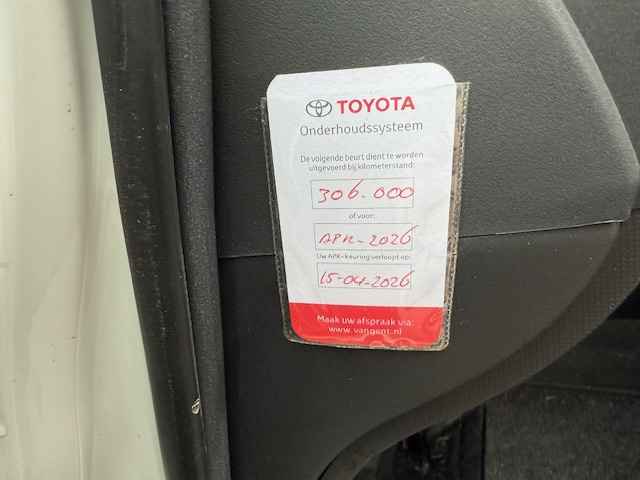 TOYOTA
Onderhoudssysteem
De volgende beurt dient te worden
uitgevoerd bij kilometerstand:
306.000
of voor:
APR-2026
Uw APK-keuring verloopt op:
15-04-2026
Maak uw afspraak via:
www.vangent.nl